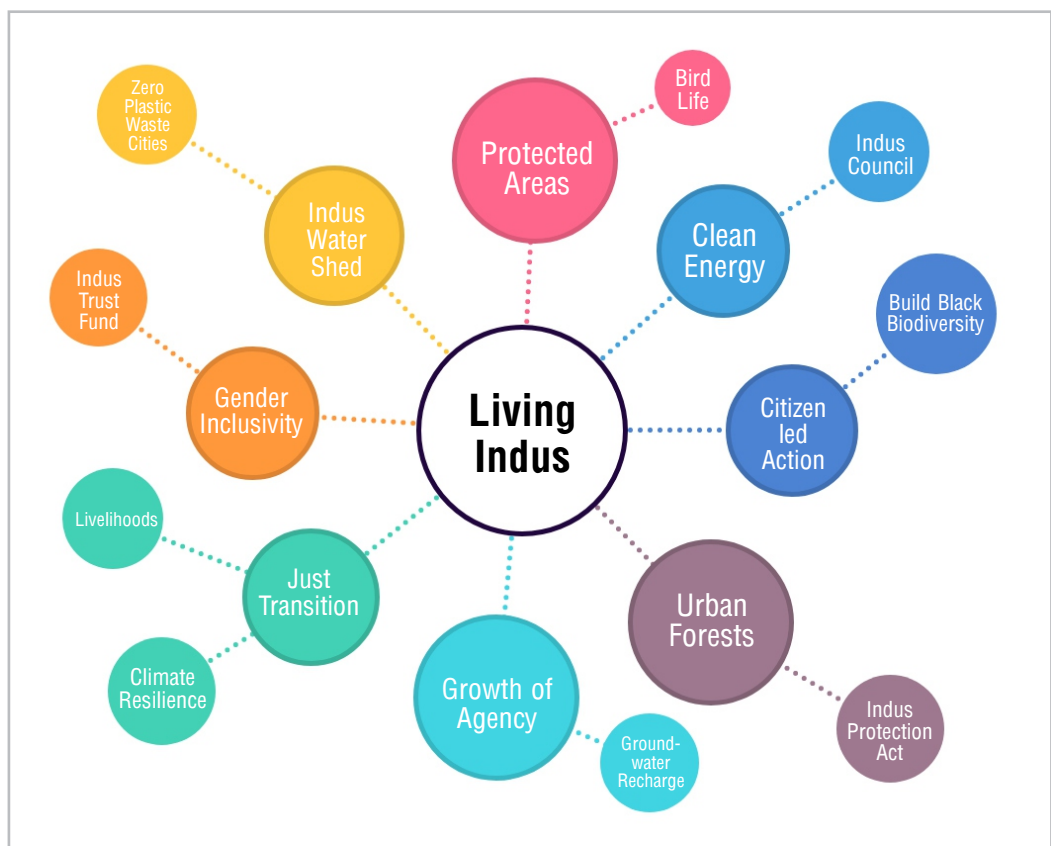 Zero
Plastic
Waste
Cities
Bird
Life
Protected
Areas
Indus
Council
Indus
Water
Shed
Clean
Energy
Indus
Trust
Fund
Build Black
Biodiversity
Gender
Inclusivity
Living
Indus
Citizen
led
Action
Livelihoods
Just
Transition
Urban
Forests
Climate
Resilience
Growth of
Agency
Ground-
water
Recharge
Indus
Protection
Act